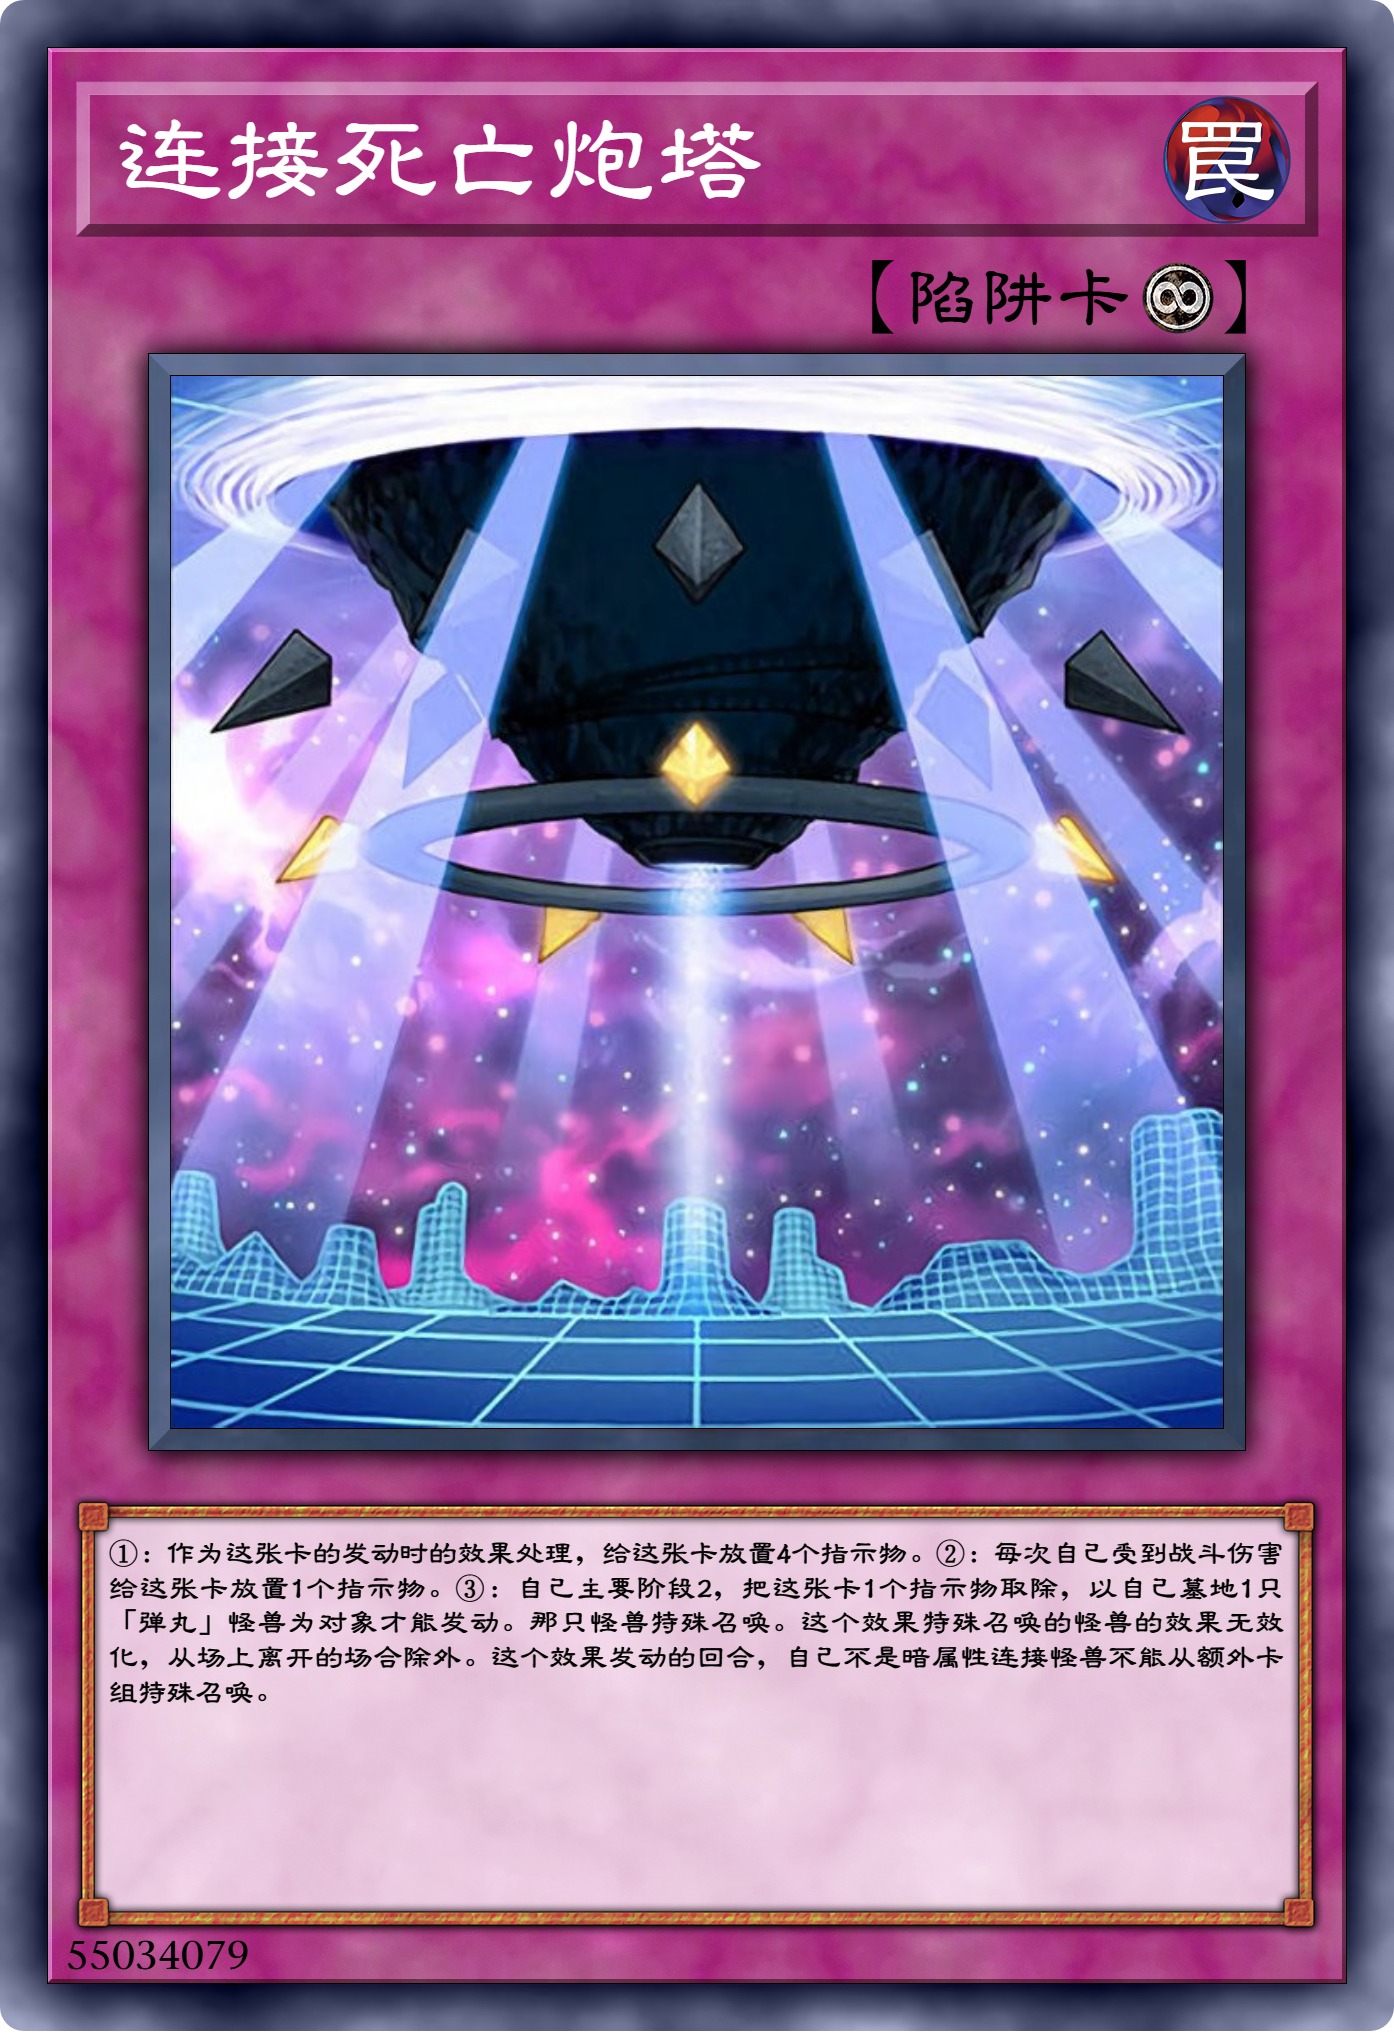 连接死亡炮塔
罠
【陷阱卡∞】
①：作为这张卡的发动时的效果处理，给这张卡放置4个指示物。②：每次自己受到战斗伤害
给这张卡放置1个指示物。③：自己主要阶段2，把这张卡1个指示物取除，以自己墓地1只
「弹丸」怪兽为对象才能发动。那只怪兽特殊召唤。这个效果特殊召唤的怪兽的效果无效
化，从场上离开的场合除外。这个效果发动的回合，自己不是暗属性连接怪兽不能从额外卡
组特殊召唤。
55034079